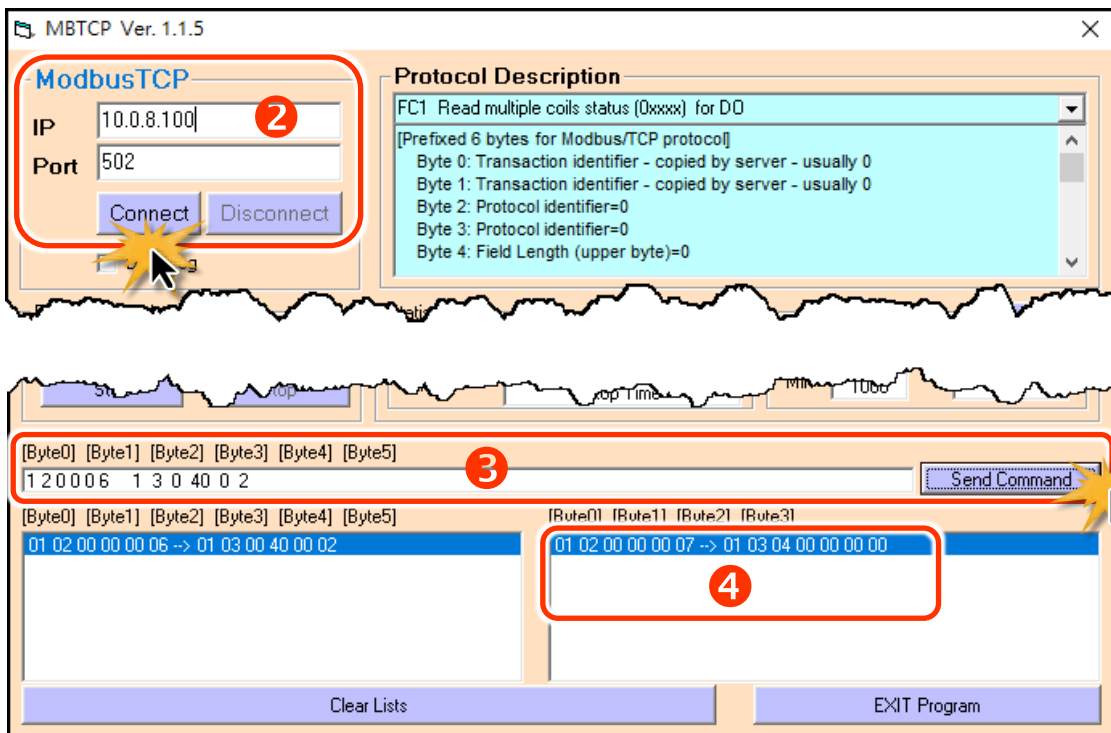 MBTCP Ver. 1.1.5
ModbusTCP
IP 10.0.8.100
2
Port 502
Connect Disconnect
Protocol Description
FC1 Read multiple coils status (0xxxx) for DO
[Prefixed 6 bytes for Modbus/TCP protocol]
Byte 0: Transaction identifier - copied by server - usually 0
Byte 1: Transaction identifier - copied by server - usually 0
Byte 2: Protocol identifier=0
Byte 3: Protocol identifier=0
Byte 4: Field Length (upper byte)=0
[Byte0] [Byte1] [Byte2] [Byte3] [Byte4] [Byte5]
3
1 2 0 0 0 6 1 3 0 40 0 2
Send Command
[Byte0] [Byte1] [Byte2] [Byte3] [Byte4] [Byte5]
01 02 00 00 00 06 --> 01 03 00 40 00 02
[Byte0] [Byte1] [Byte2] [Byte3]
01 02 00 00 00 07 --> 01 03 04 00 00 00 00
4
Clear Lists
EXIT Program